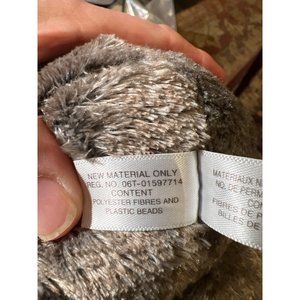 NEW MATERIAL ONLY
REG. NO. 06T-01597714
CONTENT
POLYESTER FIBRES AND
PLASTIC BEADS
MATÉRIAUX
NO. DE PERM
CON
FIBRES DE P
BILLES DE